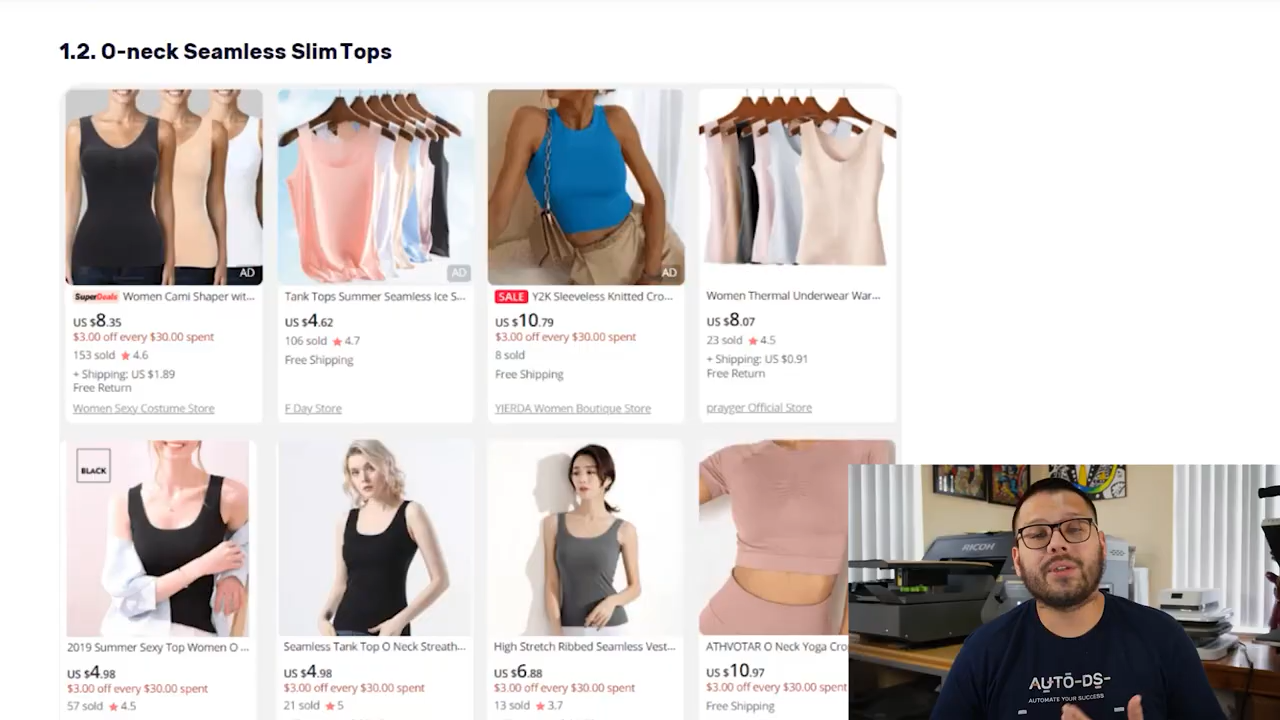 1.2. O-neck Seamless Slim Tops
AD
AD
AD
SuperDeals Women Cami Shaper wit...
US $8.35
$3.00 off every $30.00 spent
153 sold ★ 4.6
+ Shipping: US $1.89
Free Return
Women Sexy Costume Store
Tank Tops Summer Seamless Ice S...
US $4.62
106 sold ★ 4.7
Free Shipping
F Day Store
SALE Y2K Sleeveless Knitted Cro...
US $10.79
$3.00 off every $30.00 spent
8 sold
Free Shipping
YIERDA Women Boutique Store
Women Thermal Underwear War...
US $8.07
23 sold ★ 4.5
+ Shipping: US $0.91
Free Return
prayger Official Store
BLACK
2019 Summer Sexy Top Women O ...
US $4.98
$3.00 off every $30.00 spent
57 sold ★ 4.5
Seamless Tank Top O Neck Streath...
US $4.98
$3.00 off every $30.00 spent
21 sold ★ 5
High Stretch Ribbed Seamless Vest...
US $6.88
$3.00 off every $30.00 spent
13 sold ★ 3.7
ATHVOTAR O Neck Yoga Cro
US $10.97
$3.00 off every $30.00 spent
Free Shipping
RICOH
AUTO-DS-
AUTOMATE YOUR SUCCESS